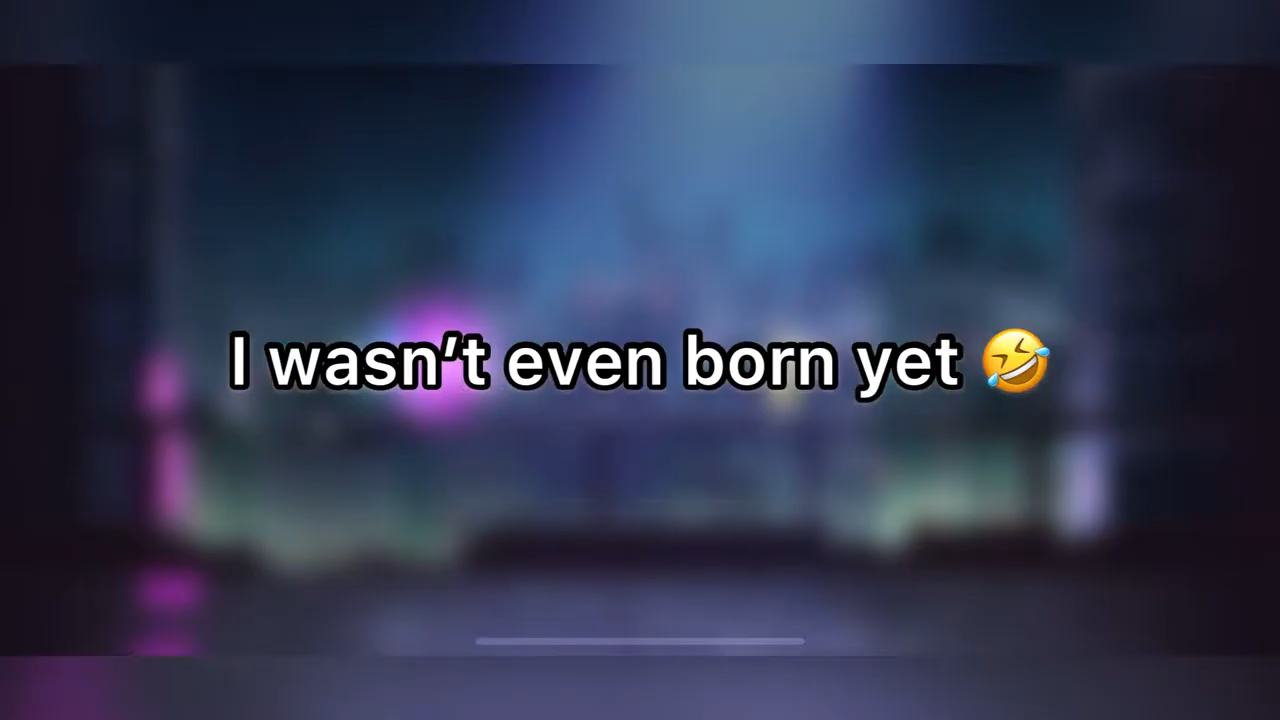 I wasn’t even born yet 🤣